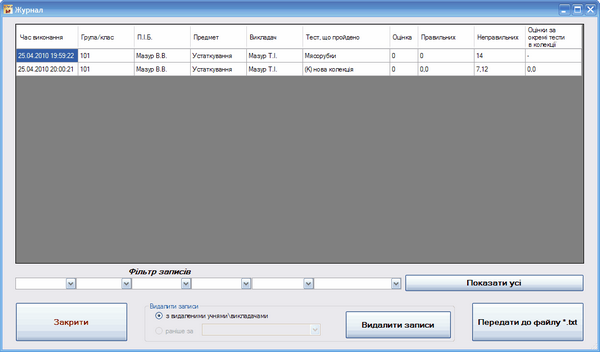 Журнал
Час виконання Група/клас П.І.Б. Предмет Викладач Тест, що пройдено Оцінка Правильних Неправильних Оцінки за окремі тести в колекції
25.04.2010 19:59:22 101 Мазур В.В. Устаткування Мазур Т.І. Мясорубки 0 0 14 -
25.04.2010 20:00:21 101 Мазур В.В. Устаткування Мазур Т.І. (К) нова колекція 0 0,0 7,12 0,0
Фільтр записів
Показати усі
Закрити
Видалити записи
з видаленими учнями\викладачами
раніше за
Видалити записи
Передати до файлу *.txt